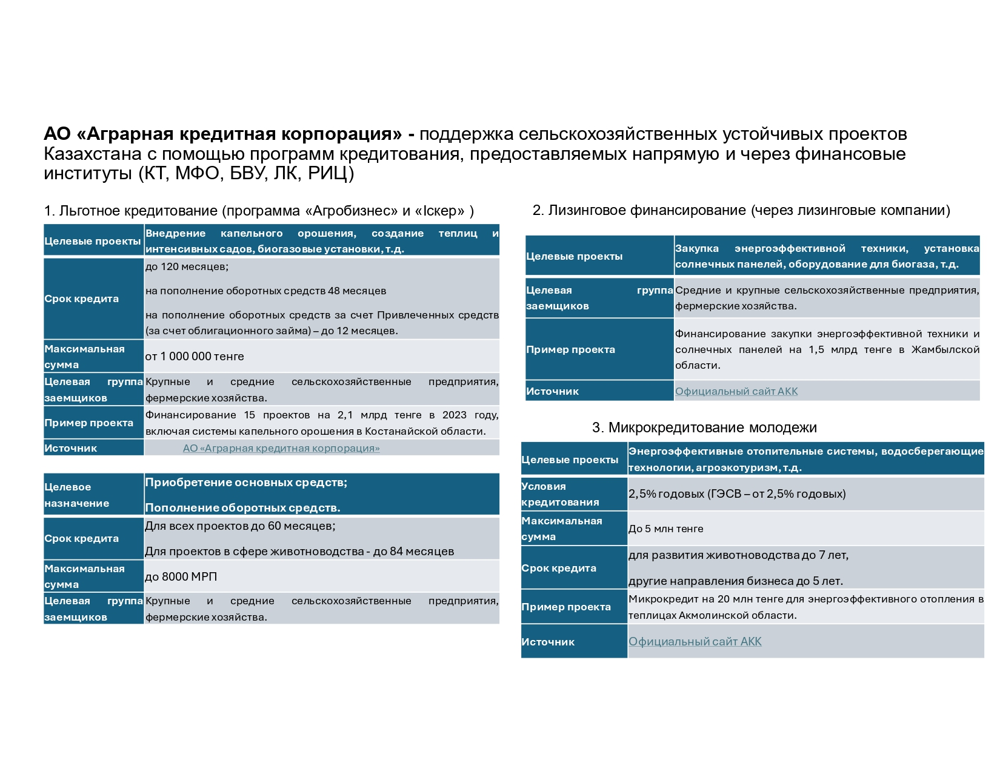 АО «Аграрная кредитная корпорация» - поддержка сельскохозяйственных устойчивых проектов
Казахстана с помощью программ кредитования, предоставляемых напрямую и через финансовые
институты (КТ, МФО, БВУ, ЛК, РИЦ)
1. Льготное кредитование (программа «Агробизнес» и «Іскер» )
Целевые проекты
Внедрение капельного орошения, создание теплиц и
интенсивных садов, биогазовые установки, т.д.
Срок кредита
до 120 месяцев;
на пополнение оборотных средств 48 месяцев
на пополнение оборотных средств за счет Привлеченных средств
(за счет облигационного займа) – до 12 месяцев.
Максимальная
сумма
от 1 000 000 тенге
Целевая группа
заемщиков
Крупные и средние сельскохозяйственные предприятия,
фермерские хозяйства.
Пример проекта
Финансирование 15 проектов на 2,1 млрд тенге в 2023 году,
включая системы капельного орошения в Костанайской области.
Источник
АО «Аграрная кредитная корпорация»
Целевое
назначение
Приобретение основных средств;
Пополнение оборотных средств.
Срок кредита
Для всех проектов до 60 месяцев;
Для проектов в сфере животноводства - до 84 месяцев
Максимальная
сумма
до 8000 МРП
Целевая группа
заемщиков
Крупные и средние сельскохозяйственные предприятия,
фермерские хозяйства.
2. Лизинговое финансирование (через лизинговые компании)
Целевые проекты
Закупка энергоэффективной техники, установка
солнечных панелей, оборудование для биогаза, т.д.
Целевая группа
заемщиков
Средние и крупные сельскохозяйственные предприятия,
фермерские хозяйства.
Пример проекта
Финансирование закупки энергоэффективной техники и
солнечных панелей на 1,5 млрд тенге в Жамбылской
области.
Источник
Официальный сайт АКК
3. Микрокредитование молодежи
Целевые проекты
Энергоэффективные отопительные системы, водосберегающие
технологии, агроэкотуризм, т.д.
Условия
кредитования
2,5% годовых (ГЭСВ – от 2,5% годовых)
Максимальная
сумма
До 5 млн тенге
Срок кредита
для развития животноводства до 7 лет,
другие направления бизнеса до 5 лет.
Пример проекта
Микрокредит на 20 млн тенге для энергоэффективного отопления в
теплицах Акмолинской области.
Источник
Официальный сайт АКК